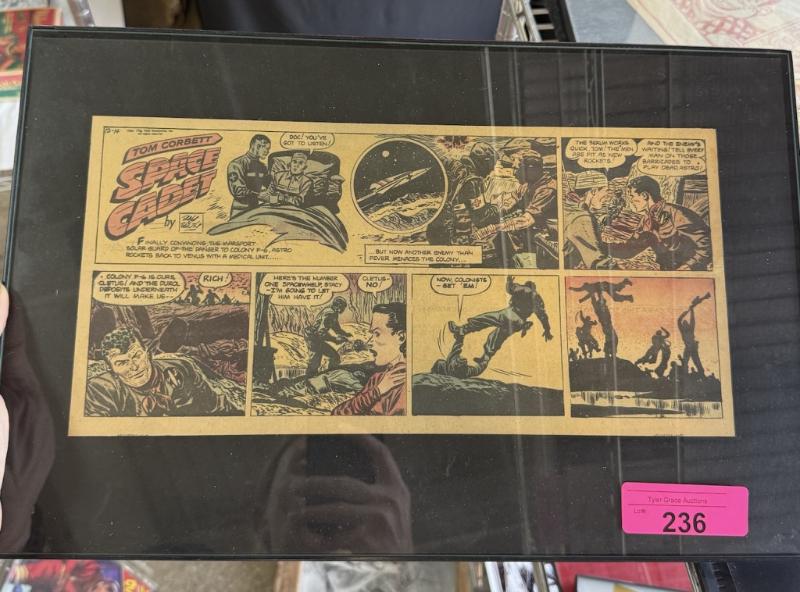 12-14
TOM CORBETT
SPACE
CADET
by
DOC! YOU'VE
GOT TO LISTEN!
FINALLY CONVINCING THE MARSPORT
SOLAR GUARD OF THE DANGER TO COLONY P-6, ASTRO
ROCKETS BACK TO VENUS WITH A MEDICAL UNIT.....
...BUT NOW ANOTHER ENEMY THAN
FEVER MENACES THE COLONY...
THE SERUM WORKS
QUICK, TOM! THE MEN
ARE FIT AS NEW
ROCKETS!
AND THE ENEMY'S
WAITING! TELL EVERY
MAN ON THOSE
BARRICADES TO
PLAY DEAD, ASTRO!
COLONY P-6 IS OURS,
CLETUS! AND THE DUROL
DEPOSITS UNDERNEATH
IT WILL MAKE US--
RICH!
HERE'S THE NUMBER
ONE SPACEWHELP, STACY
-I'M GOING TO LET
HIM HAVE IT!
CLETUS-
NO!
NOW, COLONISTS
- GET 'EM!
Tyler Grace Auctions
Lot#:
236